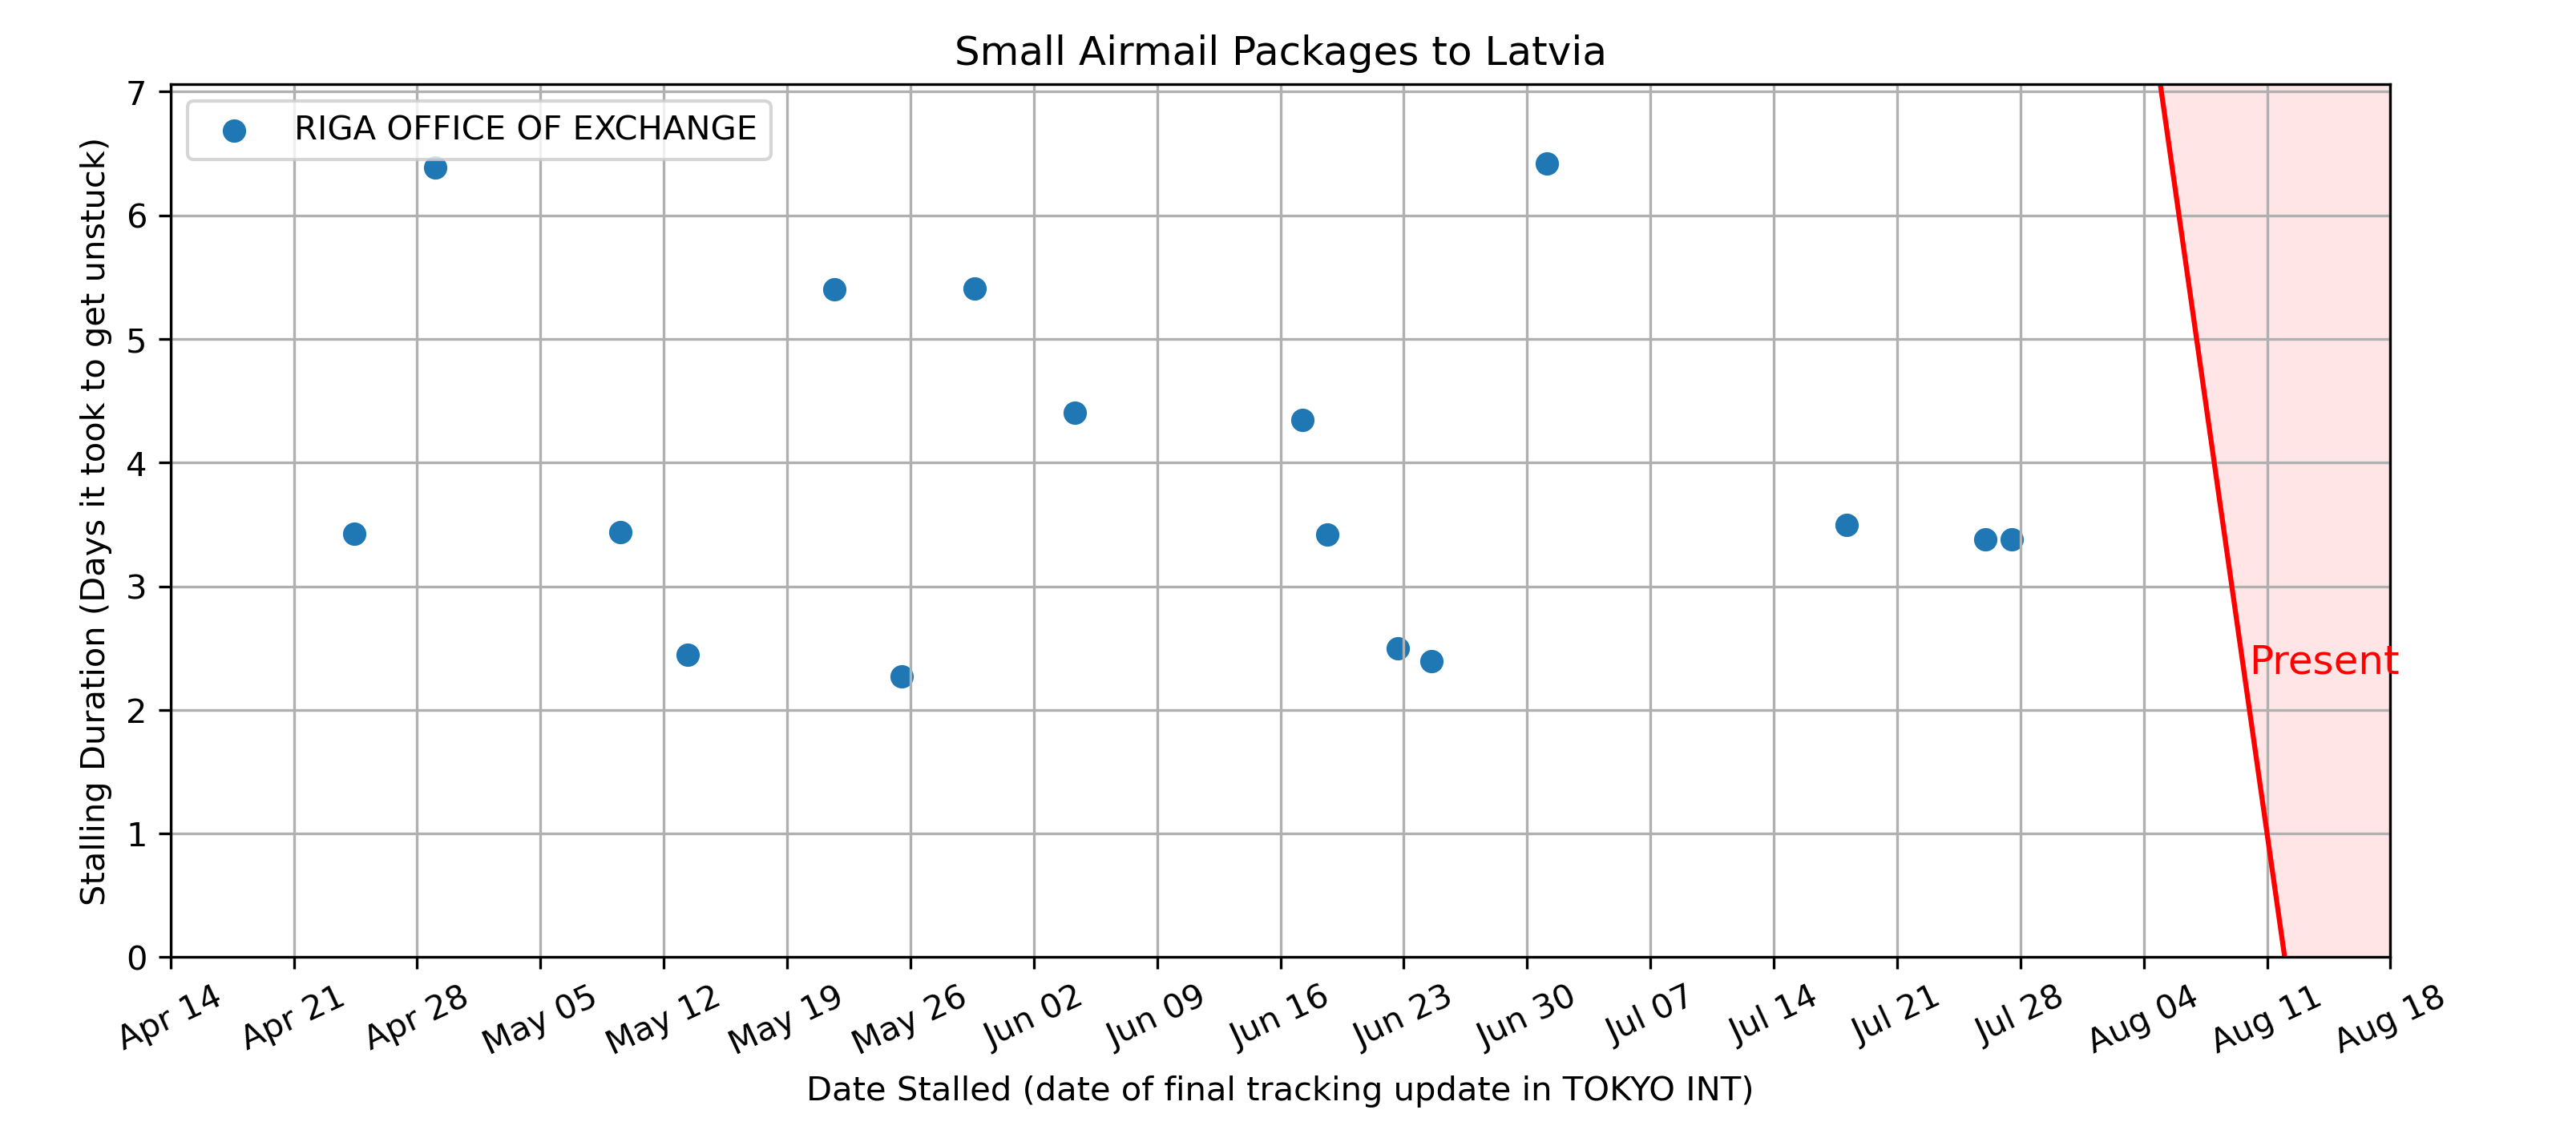 Small Airmail Packages to Latvia
RIGA OFFICE OF EXCHANGE
Stalling Duration (Days it took to get unstuck)
7
6
5
4
3
2
1
0
Present
Apr 14
Apr 21
Apr 28
May 05
May 12
May 19
May 26
Jun 02
Jun 09
Jun 16
Jun 23
Jun 30
Jul 07
Jul 14
Jul 21
Jul 28
Aug 04
Aug 11
Aug 18
Date Stalled (date of final tracking update in TOKYO INT)